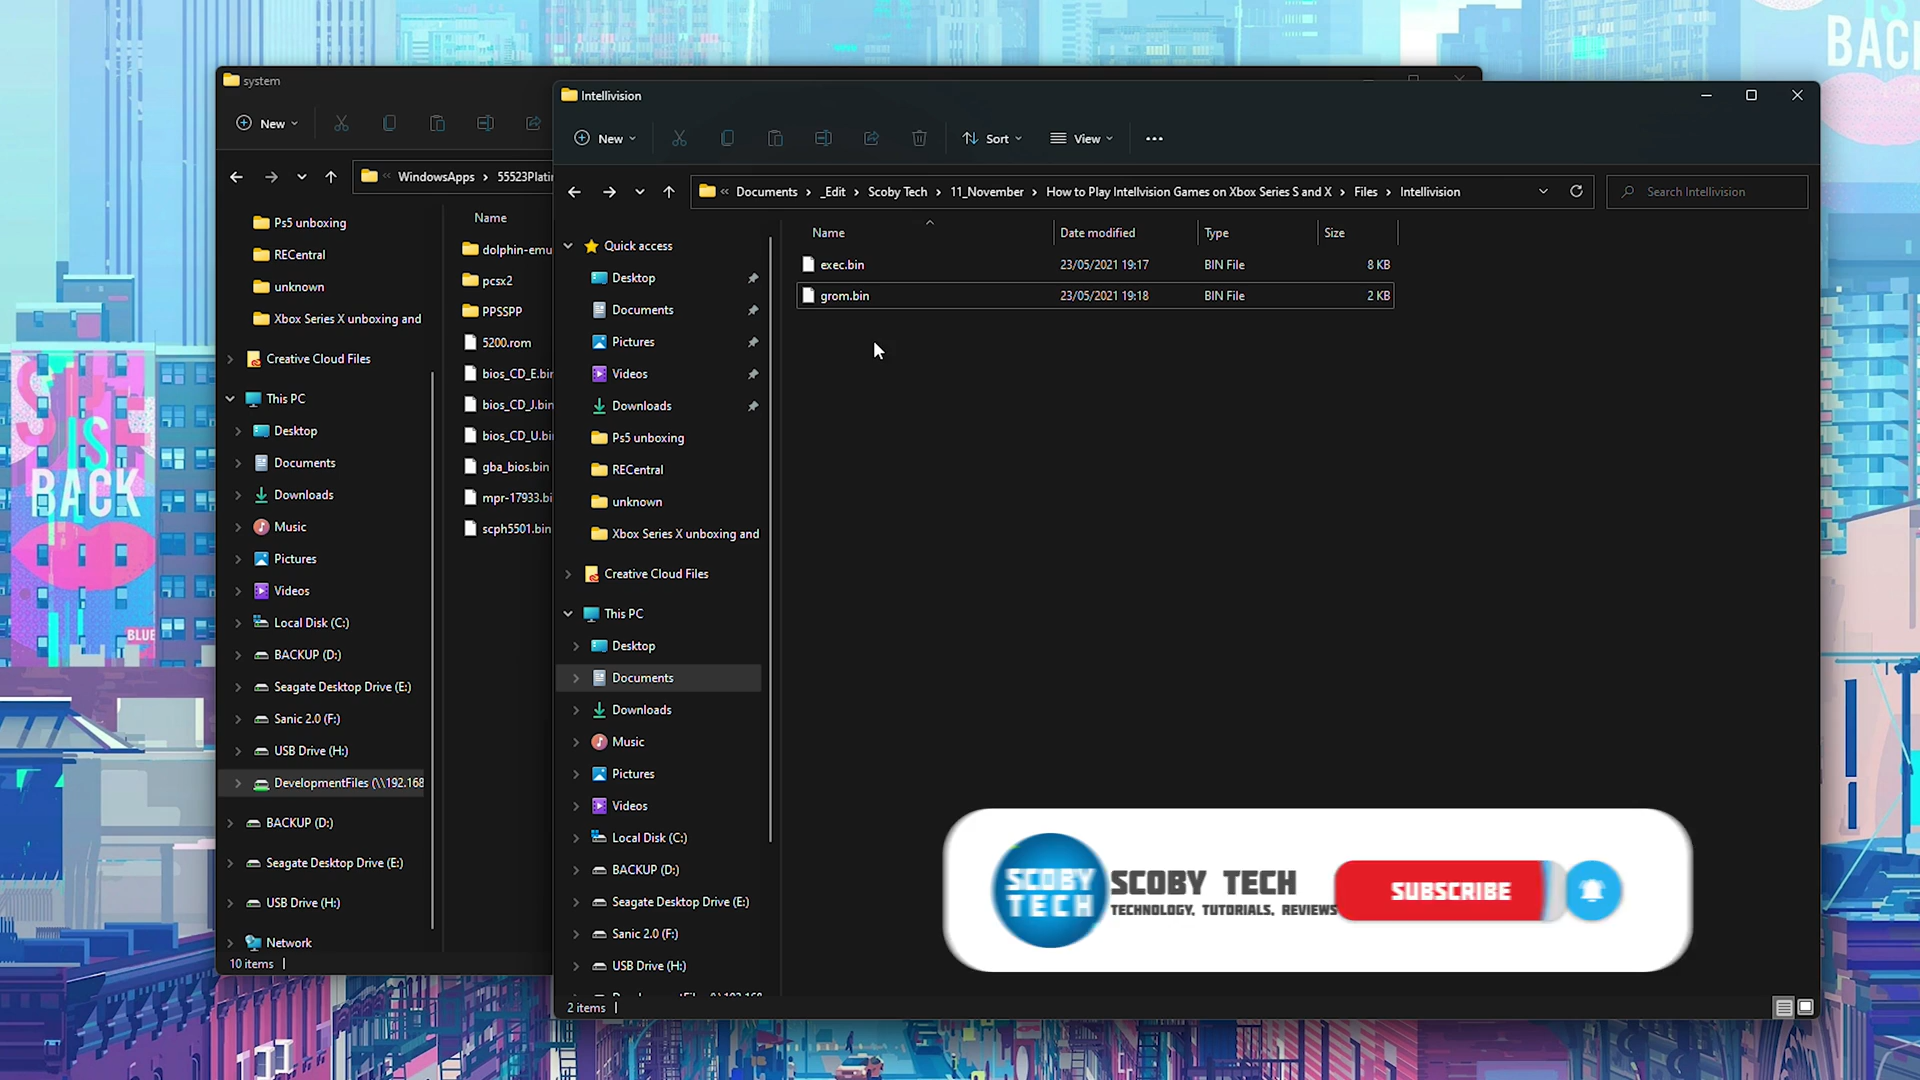 BACK
system
New
WindowsApps
Ps5 unboxing
RECentral
unknown
Xbox Series X unboxing and
Creative Cloud Files
This PC
Desktop
Documents
Downloads
Music
Pictures
Videos
Local Disk (C:)
BACKUP (D:)
Seagate Desktop Drive (E:)
Sanic 2.0 (F:)
USB Drive (H:)
DevelopmentFiles (\\192.168
BACKUP (D:)
Seagate Desktop Drive (E:)
USB Drive (H:)
Network
10 items
Name
dolphin-emu
pcsx2
PPSSPP
5200.rom
bios_CD_E.bin
bios_CD_J.bin
bios_CD_U.bin
gba_bios.bin
mpr-17933.bi
scph5501.bin
Intellivision
New
Sort
View
Documents > _Edit > Scoby Tech > 11_November > How to Play Intellvision Games on Xbox Series S and X > Files > Intellivision
Search Intellivision
Quick access
Desktop
Documents
Pictures
Videos
Downloads
Ps5 unboxing
RECentral
unknown
Xbox Series X unboxing and
Creative Cloud Files
This PC
Desktop
Documents
Downloads
Music
Pictures
Videos
Local Disk (C:)
BACKUP (D:)
Seagate Desktop Drive (E:)
Sanic 2.0 (F:)
USB Drive (H:)
2 items
Name Date modified Type Size
exec.bin 23/05/2021 19:17 BIN File 8 KB
grom.bin 23/05/2021 19:18 BIN File 2 KB
SCOBY TECH
SCOBY TECH
TECHNOLOGY, TUTORIALS, REVIEWS
SUBSCRIBE
IS
BACK
BLUE